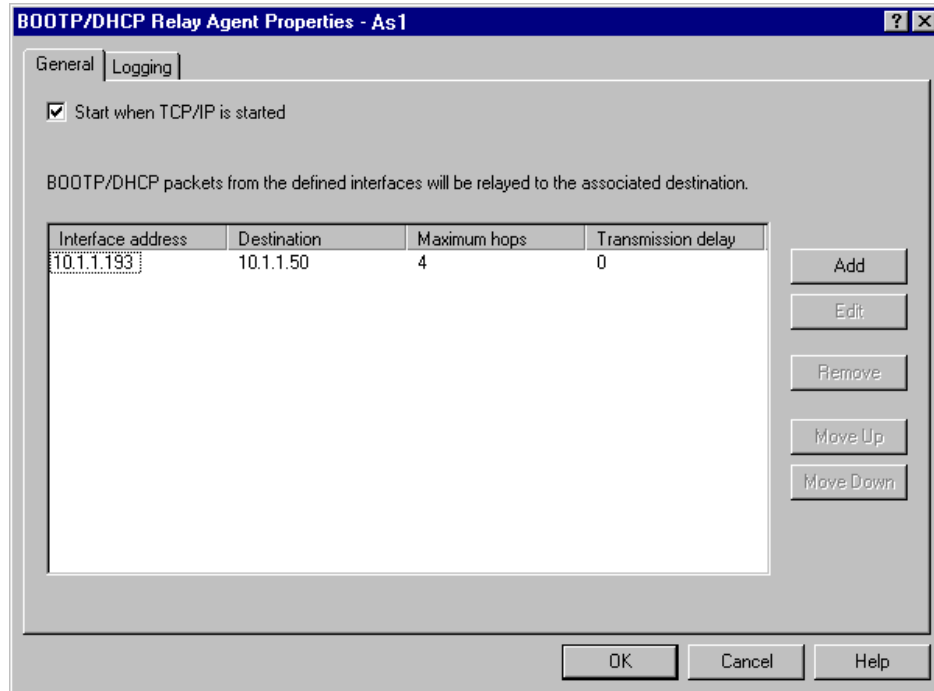 BOOTP/DHCP Relay Agent Properties - As1
General Logging
Start when TCP/IP is started
BOOTP/DHCP packets from the defined interfaces will be relayed to the associated destination.
Interface address Destination Maximum hops Transmission delay
10.1.1.193 10.1.1.50 4 0
Add
Edit
Remove
Move Up
Move Down
OK Cancel Help